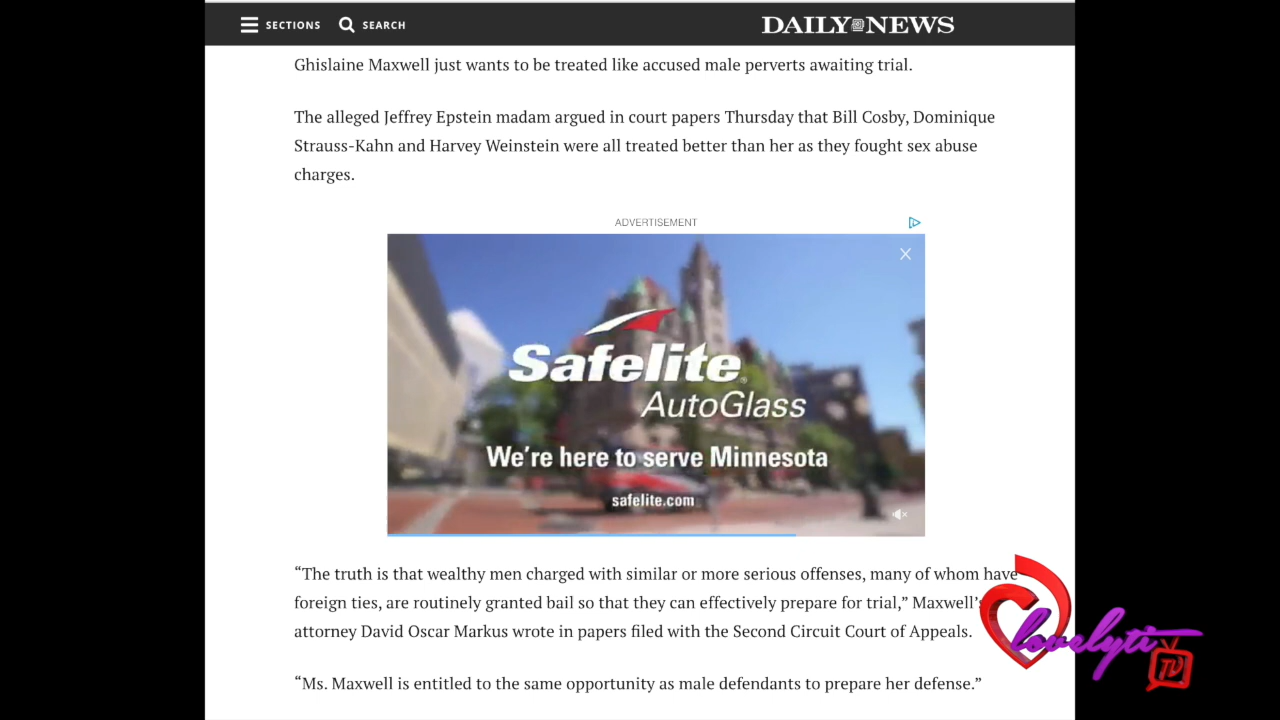 SECTIONS
SEARCH
DAILY NEWS
Ghislaine Maxwell just wants to be treated like accused male perverts awaiting trial.
The alleged Jeffrey Epstein madam argued in court papers Thursday that Bill Cosby, Dominique
Strauss-Kahn and Harvey Weinstein were all treated better than her as they fought sex abuse
charges.
ADVERTISEMENT
Safelite®
AutoGlass
We're here to serve Minnesota
safelite.com
“The truth is that wealthy men charged with similar or more serious offenses, many of whom have
foreign ties, are routinely granted bail so that they can effectively prepare for trial,” Maxwell’s
attorney David Oscar Markus wrote in papers filed with the Second Circuit Court of Appeals.
“Ms. Maxwell is entitled to the same opportunity as male defendants to prepare her defense.”
lovelyti
TV